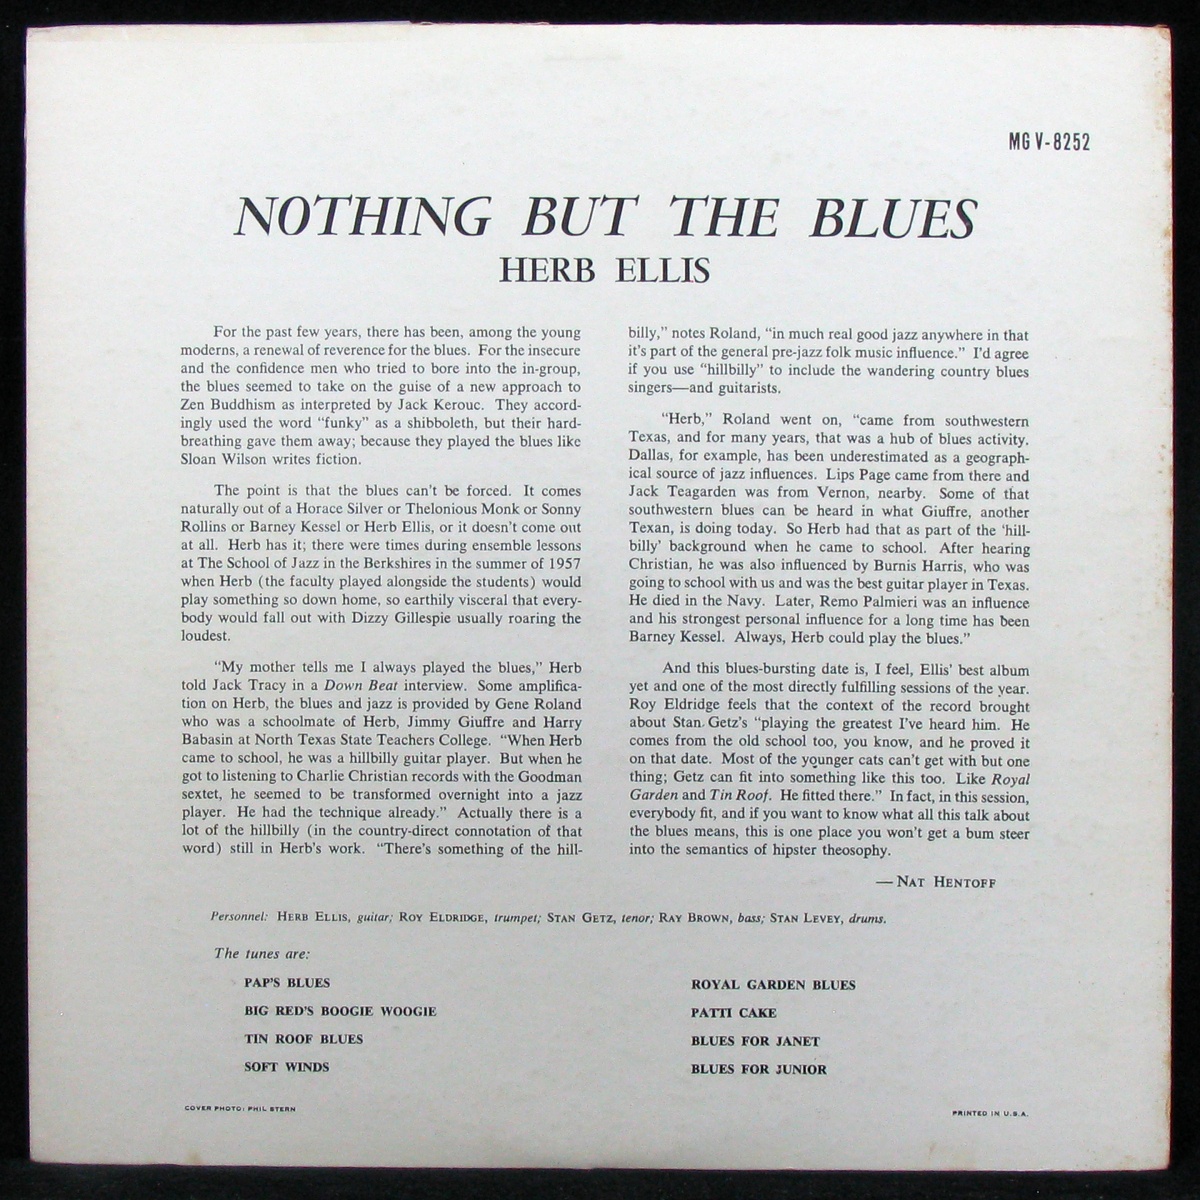 MG V-8252
NOTHING BUT THE BLUES
HERB ELLIS
For the past few years, there has been, among the young
moderns, a renewal of reverence for the blues. For the insecure
and the confidence men who tried to bore into the in-group,
the blues seemed to take on the guise of a new approach to
Zen Buddhism as interpreted by Jack Kerouc. They accord-
ingly used the word "funky" as a shibboleth, but their hard-
breathing gave them away; because they played the blues like
Sloan Wilson writes fiction.
The point is that the blues can't be forced. It comes
naturally out of a Horace Silver or Thelonious Monk or Sonny
Rollins or Barney Kessel or Herb Ellis, or it doesn't come out
at all. Herb has it; there were times during ensemble lessons
at The School of Jazz in the Berkshires in the summer of 1957
when Herb (the faculty played alongside the students) would
play something so down home, so earthily visceral that every-
body would fall out with Dizzy Gillespie usually roaring the
loudest.
"My mother tells me I always played the blues," Herb
told Jack Tracy in a Down Beat interview. Some amplifica-
tion on Herb, the blues and jazz is provided by Gene Roland
who was a schoolmate of Herb, Jimmy Giuffre and Harry
Babasin at North Texas State Teachers College. "When Herb
came to school, he was a hillbilly guitar player. But when he
got to listening to Charlie Christian records with the Goodman
sextet, he seemed to be transformed overnight into a jazz
player. He had the technique already." Actually there is a
lot of the hillbilly (in the country-direct connotation of that
word) still in Herb's work. "There's something of the hill-
billy," notes Roland, "in much real good jazz anywhere in that
it's part of the general pre-jazz folk music influence." I'd agree
if you use "hillbilly" to include the wandering country blues
singers—and guitarists.
"Herb," Roland went on, "came from southwestern
Texas, and for many years, that was a hub of blues activity.
Dallas, for example, has been underestimated as a geograph-
ical source of jazz influences. Lips Page came from there and
Jack Teagarden was from Vernon, nearby. Some of that
southwestern blues can be heard in what Giuffre, another
Texan, is doing today. So Herb had that as part of the 'hill-
billy' background when he came to school. After hearing
Christian, he was also influenced by Burnis Harris, who was
going to school with us and was the best guitar player in Texas.
He died in the Navy. Later, Remo Palmieri was an influence
and his strongest personal influence for a long time has been
Barney Kessel. Always, Herb could play the blues."
And this blues-bursting date is, I feel, Ellis' best album
yet and one of the most directly fulfilling sessions of the year.
Roy Eldridge feels that the context of the record brought
about Stan Getz's "playing the greatest I've heard him. He
comes from the old school too, you know, and he proved it
on that date. Most of the younger cats can't get with but one
thing; Getz can fit into something like this too. Like Royal
Garden and Tin Roof. He fitted there." In fact, in this session,
everybody fit, and if you want to know what all this talk about
the blues means, this is one place you won't get a bum steer
into the semantics of hipster theosophy.
—NAT HENTOFF
Personnel: HERB ELLIS, guitar; ROY ELDRIDGE, trumpet; STAN GETZ, tenor; RAY BROWN, bass; STAN LEVEY, drums.
The tunes are:
PAP'S BLUES
BIG RED'S BOOGIE WOOGIE
TIN ROOF BLUES
SOFT WINDS
ROYAL GARDEN BLUES
PATTI CAKE
BLUES FOR JANET
BLUES FOR JUNIOR
COVER PHOTO: PHIL STERN
PRINTED IN U.S.A.